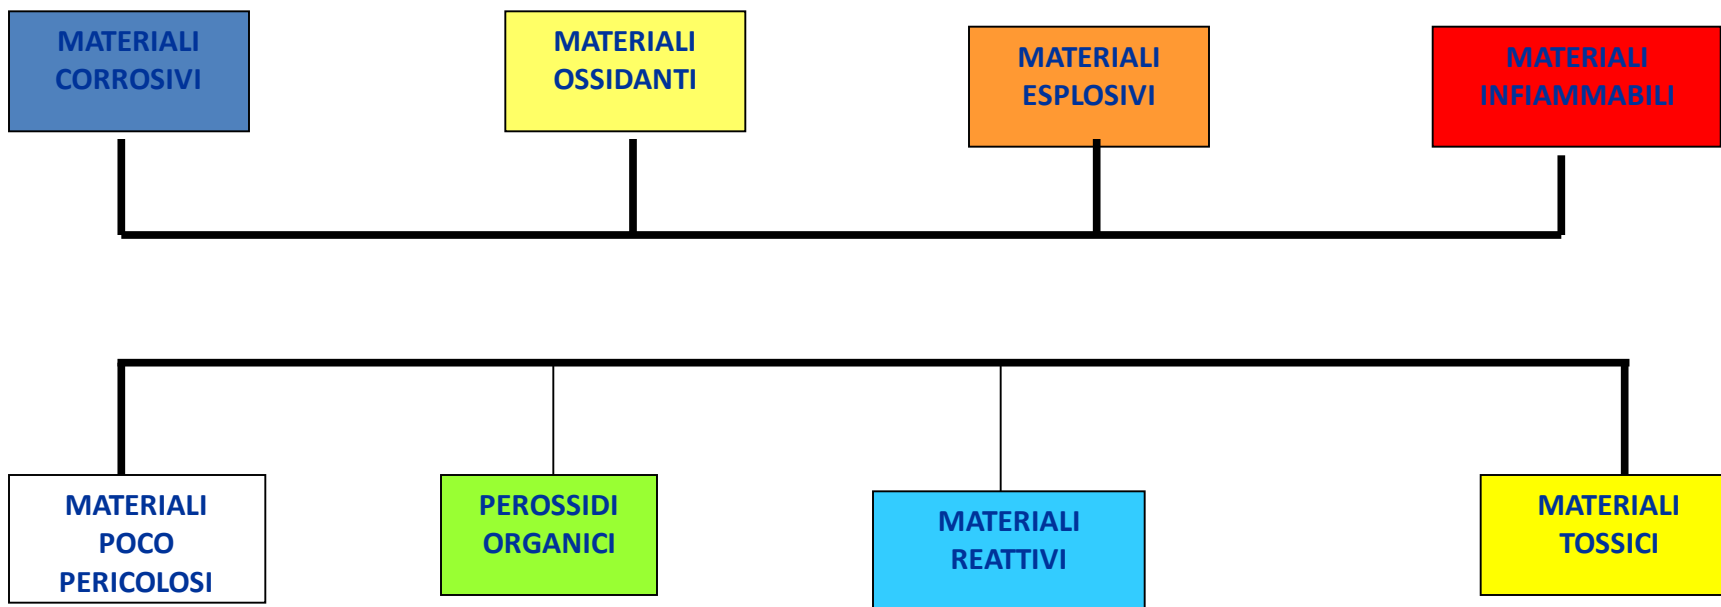 MATERIALI
CORROSIVI
MATERIALI
OSSIDANTI
MATERIALI
ESPLOSIVI
MATERIALI
INFIAMMABILI
MATERIALI
POCO
PERICOLOSI
PEROSSIDI
ORGANICI
MATERIALI
REATTIVI
MATERIALI
TOSSICI